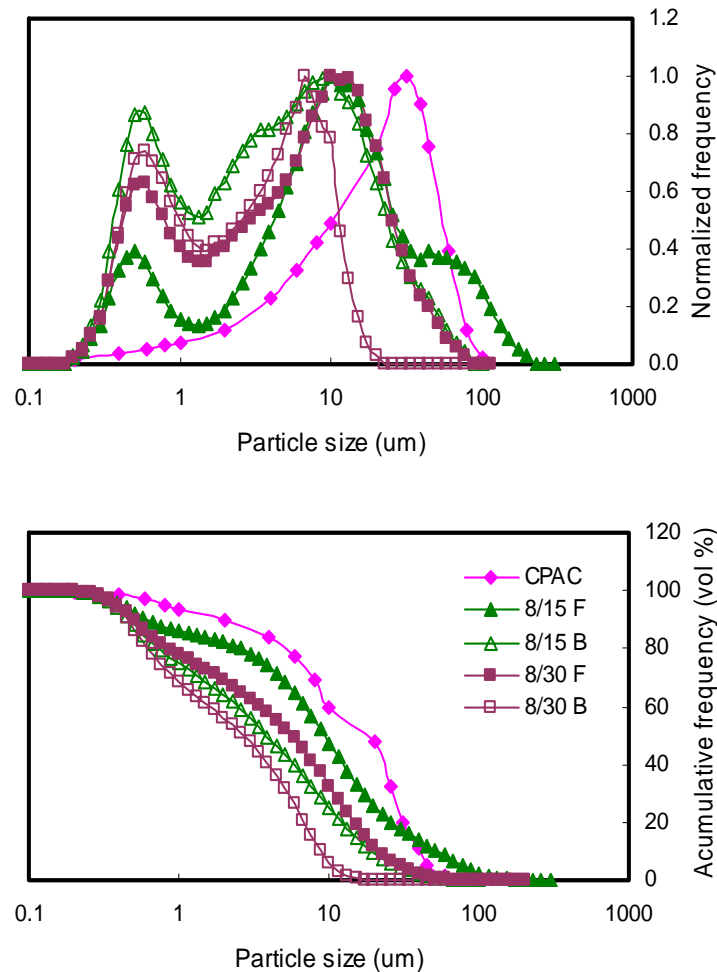 1.2
1.0
0.8
0.6
0.4
0.2
0.0
Normalized frequency
0.1 1 10 100 1000
Particle size (um)
120
100
80
60
40
20
0
Acumulative frequency (vol %)
CPAC
8/15 F
8/15 B
8/30 F
8/30 B
0.1 1 10 100 1000
Particle size (um)